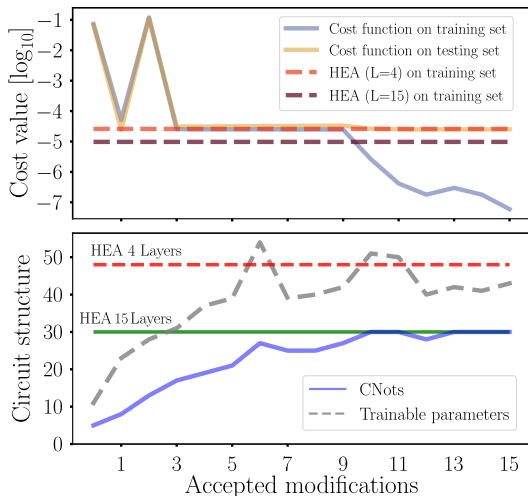 Cost value [log10]
−1
−2
−3
−4
−5
−6
−7
Cost function on training set
Cost function on testing set
HEA (L=4) on training set
HEA (L=15) on training set
Circuit structure
50
40
30
20
10
0
HEA 4 Layers
HEA 15 Layers
CNots
Trainable parameters
1 3 5 7 9 11 13 15
Accepted modifications